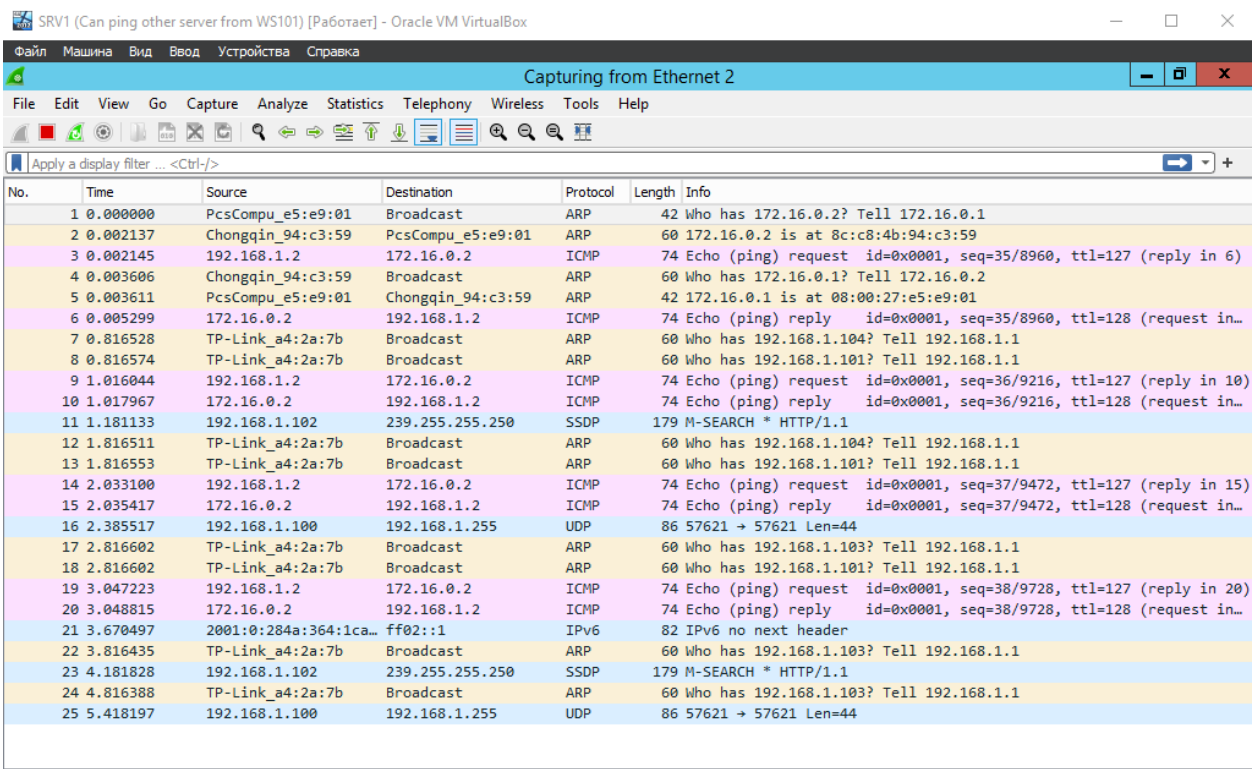 SRV1 (Can ping other server from WS101) [Работает] - Oracle VM VirtualBox
Файл Машина Вид Ввод Устройства Справка
Capturing from Ethernet 2
File Edit View Go Capture Analyze Statistics Telephony Wireless Tools Help
Apply a display filter ... <Ctrl-/>
No. Time Source Destination Protocol Length Info
1 0.000000 PcsCompu_e5:e9:01 Broadcast ARP 42 Who has 172.16.0.2? Tell 172.16.0.1
2 0.002137 Chongqin_94:c3:59 PcsCompu_e5:e9:01 ARP 60 172.16.0.2 is at 8c:c8:4b:94:c3:59
3 0.002145 192.168.1.2 172.16.0.2 ICMP 74 Echo (ping) request id=0x0001, seq=35/8960, ttl=127 (reply in 6)
4 0.003606 Chongqin_94:c3:59 Broadcast ARP 60 Who has 172.16.0.1? Tell 172.16.0.2
5 0.003611 PcsCompu_e5:e9:01 Chongqin_94:c3:59 ARP 42 172.16.0.1 is at 08:00:27:e5:e9:01
6 0.005299 172.16.0.2 192.168.1.2 ICMP 74 Echo (ping) reply id=0x0001, seq=35/8960, ttl=128 (request in…
7 0.816528 TP-Link_a4:2a:7b Broadcast ARP 60 Who has 192.168.1.104? Tell 192.168.1.1
8 0.816574 TP-Link_a4:2a:7b Broadcast ARP 60 Who has 192.168.1.101? Tell 192.168.1.1
9 1.016044 192.168.1.2 172.16.0.2 ICMP 74 Echo (ping) request id=0x0001, seq=36/9216, ttl=127 (reply in 10)
10 1.017967 172.16.0.2 192.168.1.2 ICMP 74 Echo (ping) reply id=0x0001, seq=36/9216, ttl=128 (request in…
11 1.181133 192.168.1.102 239.255.255.250 SSDP 179 M-SEARCH * HTTP/1.1
12 1.816511 TP-Link_a4:2a:7b Broadcast ARP 60 Who has 192.168.1.104? Tell 192.168.1.1
13 1.816553 TP-Link_a4:2a:7b Broadcast ARP 60 Who has 192.168.1.101? Tell 192.168.1.1
14 2.033100 192.168.1.2 172.16.0.2 ICMP 74 Echo (ping) request id=0x0001, seq=37/9472, ttl=127 (reply in 15)
15 2.035417 172.16.0.2 192.168.1.2 ICMP 74 Echo (ping) reply id=0x0001, seq=37/9472, ttl=128 (request in…
16 2.385517 192.168.1.100 192.168.1.255 UDP 86 57621 → 57621 Len=44
17 2.816602 TP-Link_a4:2a:7b Broadcast ARP 60 Who has 192.168.1.103? Tell 192.168.1.1
18 2.816602 TP-Link_a4:2a:7b Broadcast ARP 60 Who has 192.168.1.101? Tell 192.168.1.1
19 3.047223 192.168.1.2 172.16.0.2 ICMP 74 Echo (ping) request id=0x0001, seq=38/9728, ttl=127 (reply in 20)
20 3.048815 172.16.0.2 192.168.1.2 ICMP 74 Echo (ping) reply id=0x0001, seq=38/9728, ttl=128 (request in…
21 3.670497 2001:0:284a:364:1ca… ff02::1 IPv6 82 IPv6 no next header
22 3.816435 TP-Link_a4:2a:7b Broadcast ARP 60 Who has 192.168.1.103? Tell 192.168.1.1
23 4.181828 192.168.1.102 239.255.255.250 SSDP 179 M-SEARCH * HTTP/1.1
24 4.816388 TP-Link_a4:2a:7b Broadcast ARP 60 Who has 192.168.1.103? Tell 192.168.1.1
25 5.418197 192.168.1.100 192.168.1.255 UDP 86 57621 → 57621 Len=44